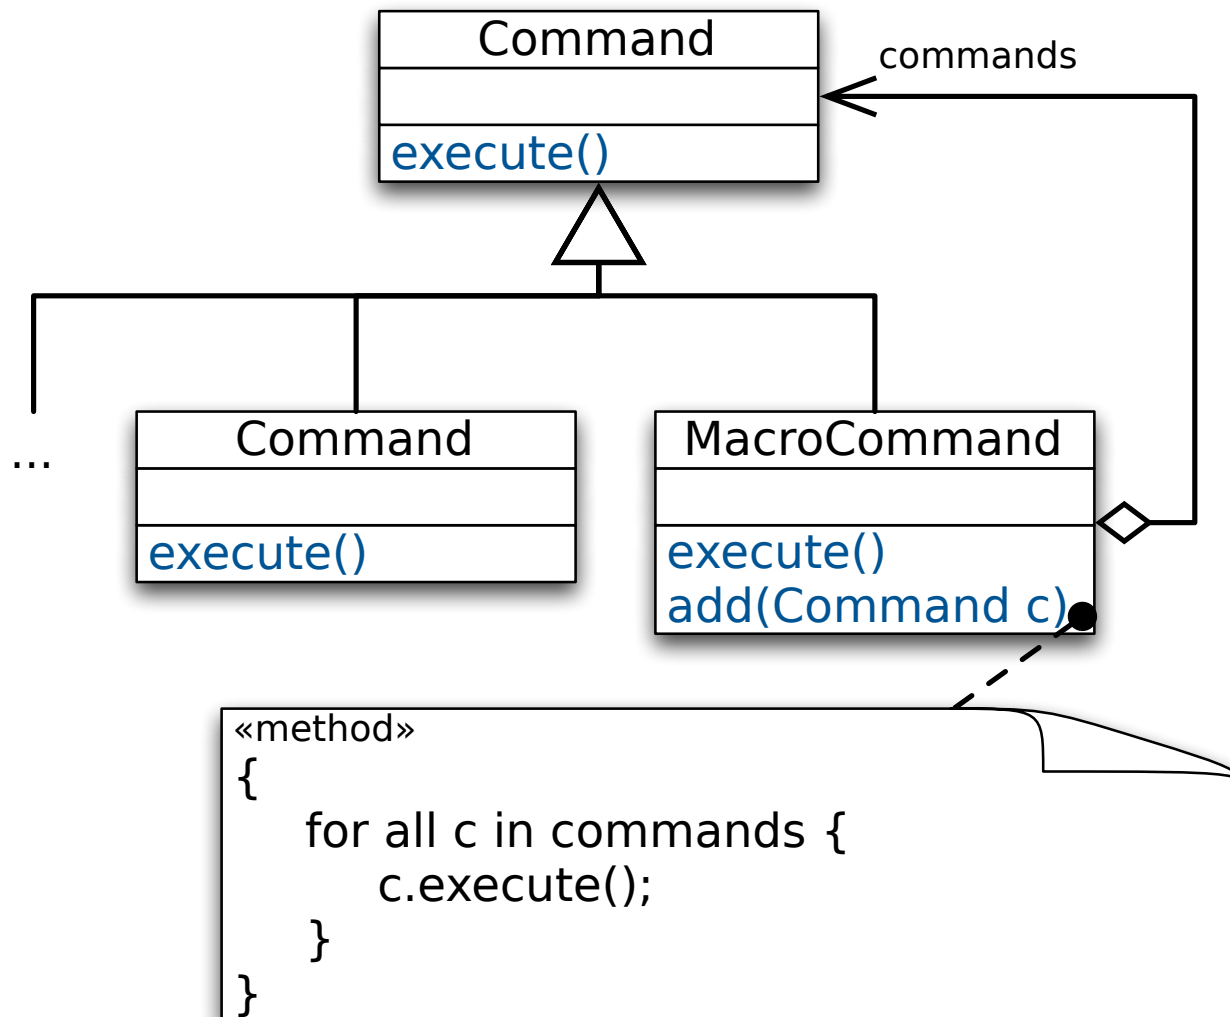 Command
commands
execute()
...
Command
execute()
MacroCommand
execute()
add(Command c)
«method»
{
for all c in commands {
c.execute();
}
}